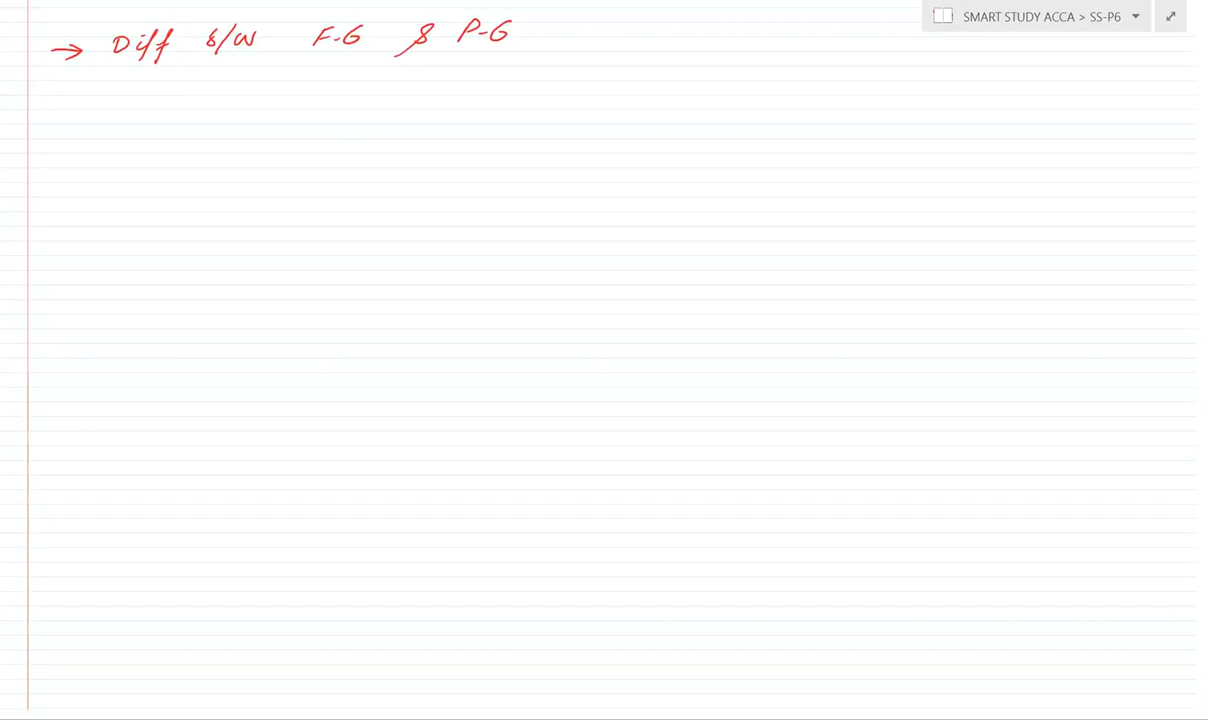 SMART STUDY ACCA > SS-P6
→ Diff b/w F-G & P-G